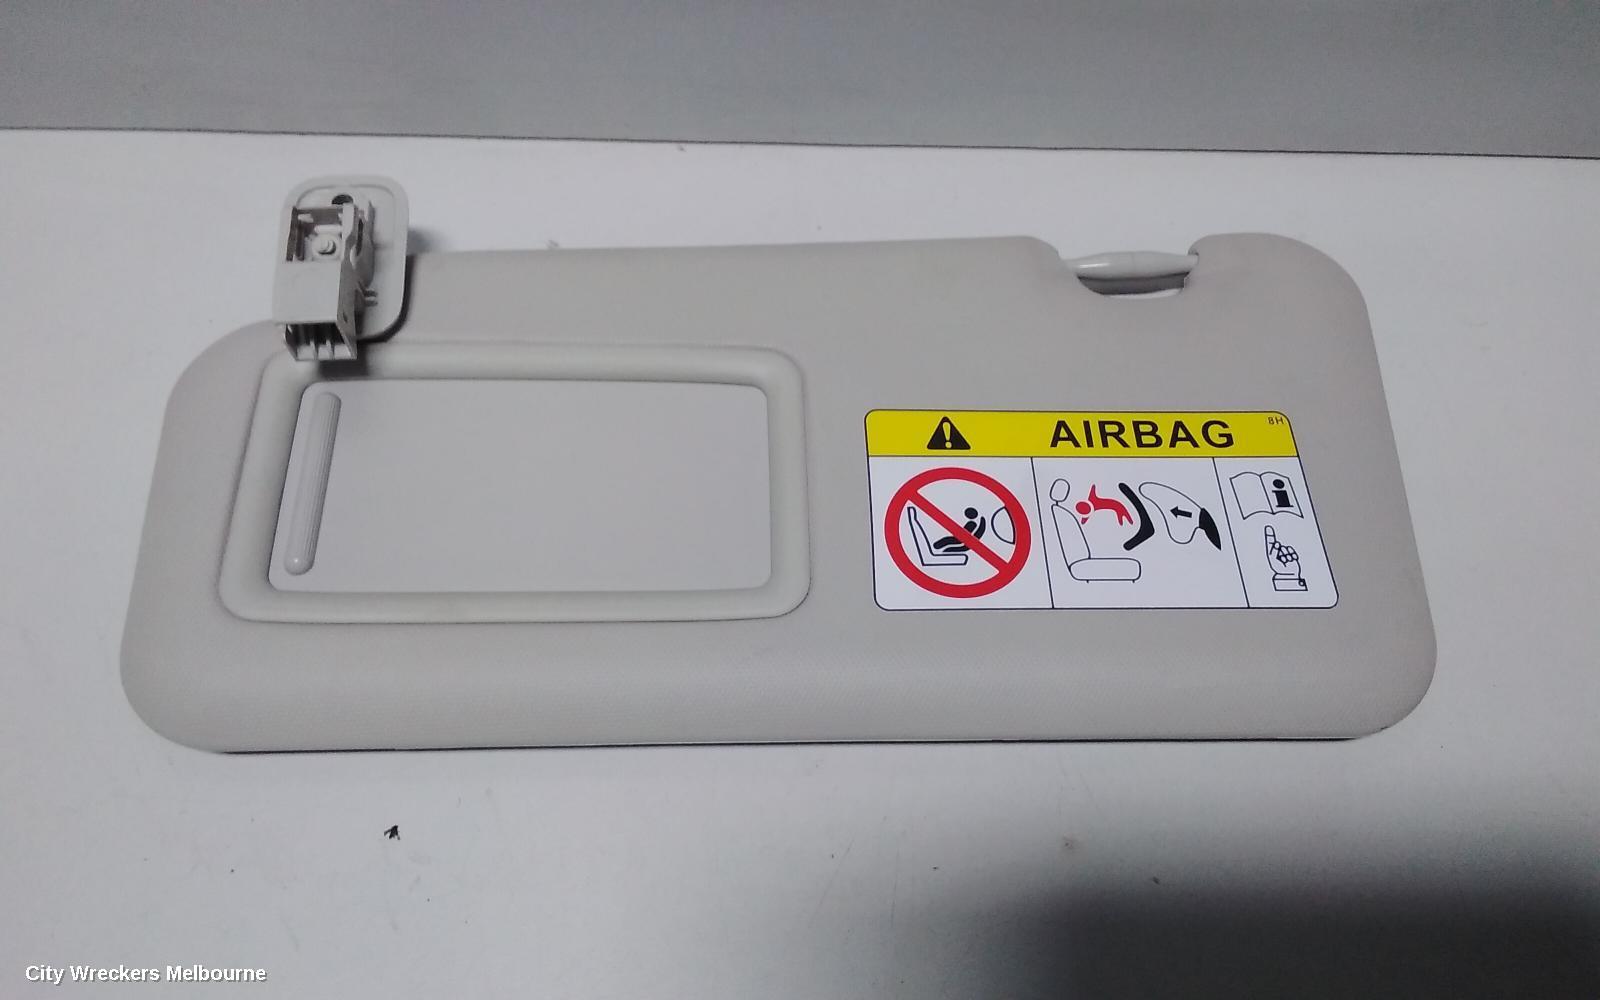 AIRBAG
8H
i
City Wreckers Melbourne